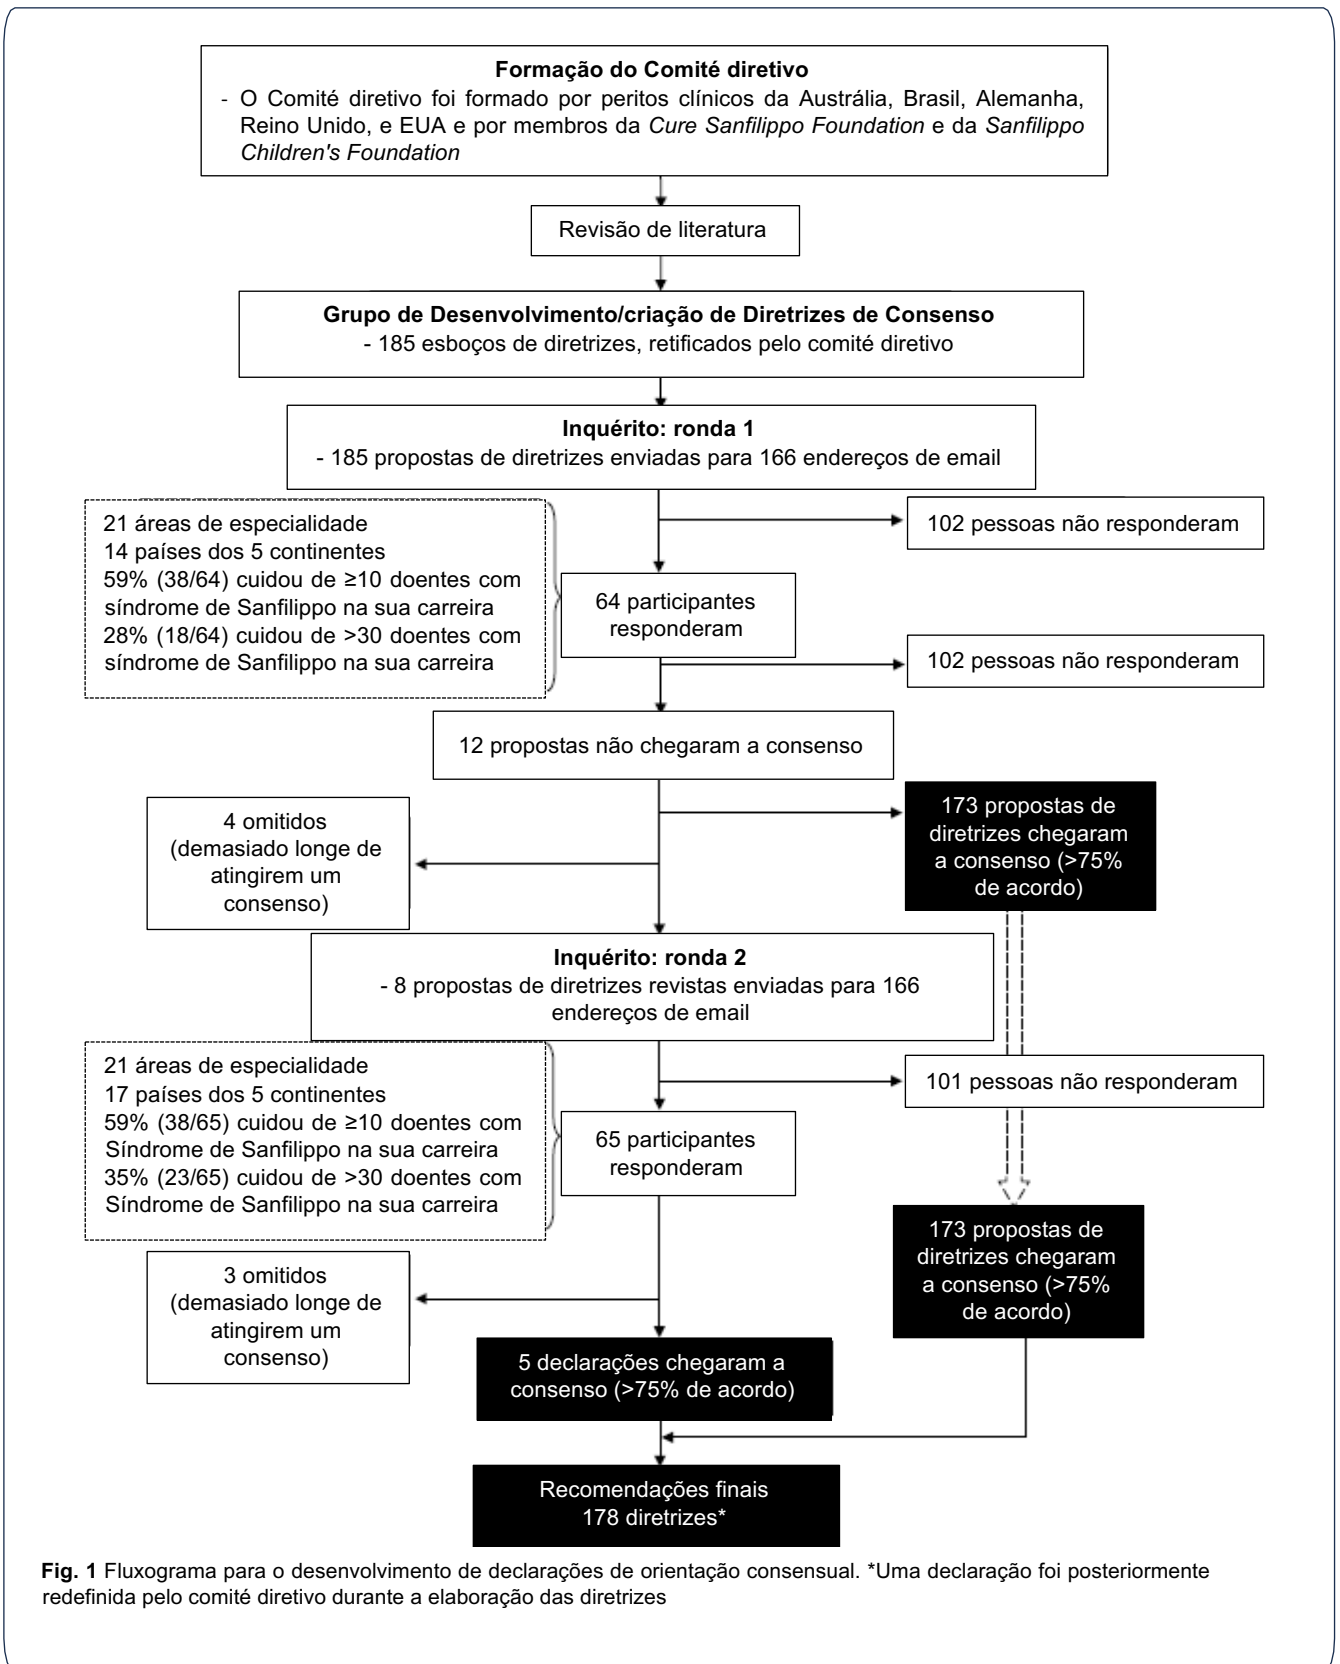 Formação do Comité diretivo
- O Comité diretivo foi formado por peritos clínicos da Austrália, Brasil, Alemanha,
Reino Unido, e EUA e por membros da Cure Sanfilippo Foundation e da Sanfilippo
Children's Foundation
Revisão de literatura
Grupo de Desenvolvimento/criação de Diretrizes de Consenso
- 185 esboços de diretrizes, retificados pelo comité diretivo
Inquérito: ronda 1
- 185 propostas de diretrizes enviadas para 166 endereços de email
21 áreas de especialidade
14 países dos 5 continentes
59% (38/64) cuidou de ≥10 doentes com
síndrome de Sanfilippo na sua carreira
28% (18/64) cuidou de >30 doentes com
síndrome de Sanfilippo na sua carreira
102 pessoas não responderam
64 participantes
responderam
102 pessoas não responderam
12 propostas não chegaram a consenso
4 omitidos
(demasiado longe de
atingirem um
consenso)
173 propostas de
diretrizes chegaram
a consenso (>75%
de acordo)
Inquérito: ronda 2
- 8 propostas de diretrizes revistas enviadas para 166
endereços de email
21 áreas de especialidade
17 países dos 5 continentes
59% (38/65) cuidou de ≥10 doentes com
Síndrome de Sanfilippo na sua carreira
35% (23/65) cuidou de >30 doentes com
Síndrome de Sanfilippo na sua carreira
101 pessoas não responderam
65 participantes
responderam
173 propostas de
diretrizes chegaram
a consenso (>75%
de acordo)
3 omitidos
(demasiado longe de
atingirem um
consenso)
5 declarações chegaram a
consenso (>75% de acordo)
Recomendações finais
178 diretrizes*
Fig. 1 Fluxograma para o desenvolvimento de declarações de orientação consensual. *Uma declaração foi posteriormente
redefinida pelo comité diretivo durante a elaboração das diretrizes